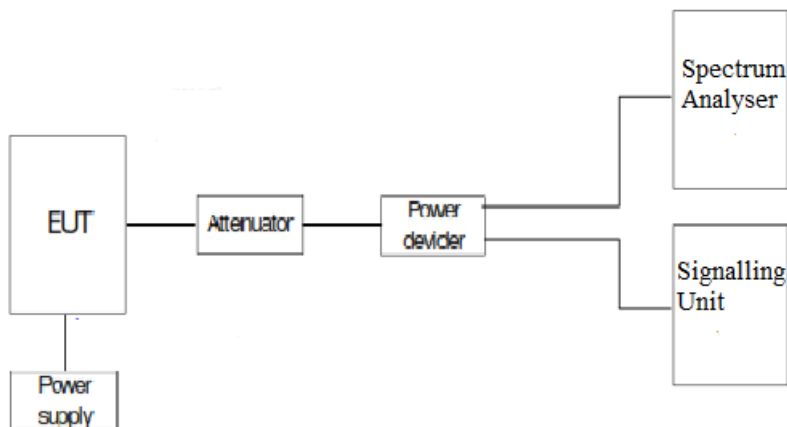 Spectrum
Analyser
EUT
Attenuator
Power
devider
Signalling
Unit
Power
supply